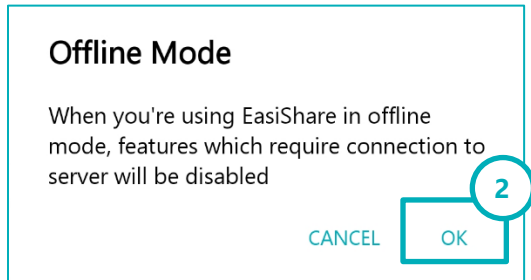 Offline Mode
When you're using EasiShare in offline
mode, features which require connection to
server will be disabled
2
CANCEL OK